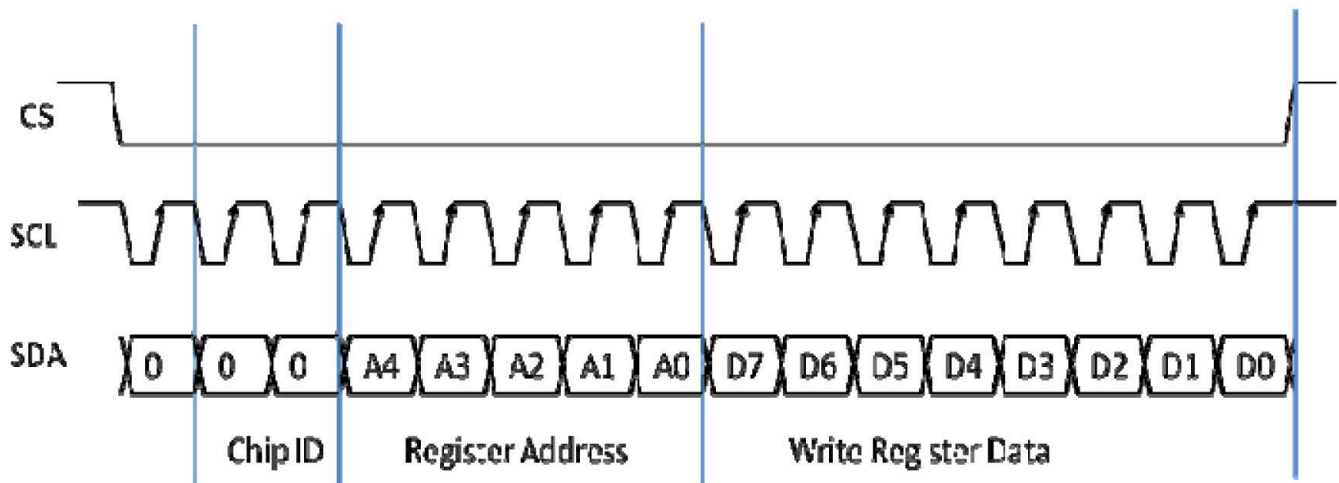 CS
SCL
SDA 0 0 0 A4 A3 A2 A1 A0 D7 D6 D5 D4 D3 D2 D1 D0
Chip ID Register Address Write Reg ster Data